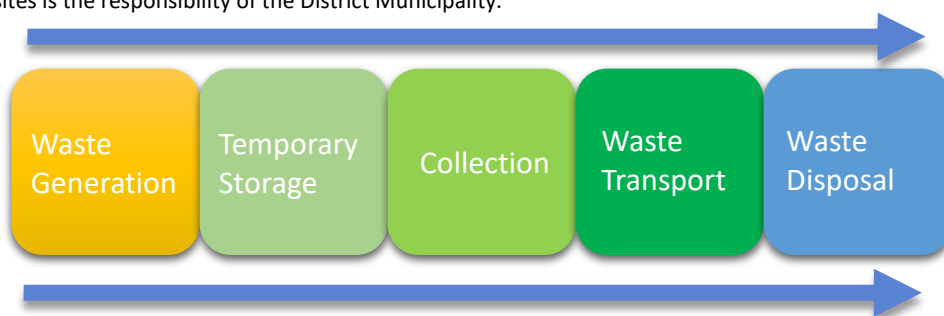 sites is the responsibility of the District Municipality.
Waste
Generation
Temporary
Storage
Collection
Waste
Transport
Waste
Disposal